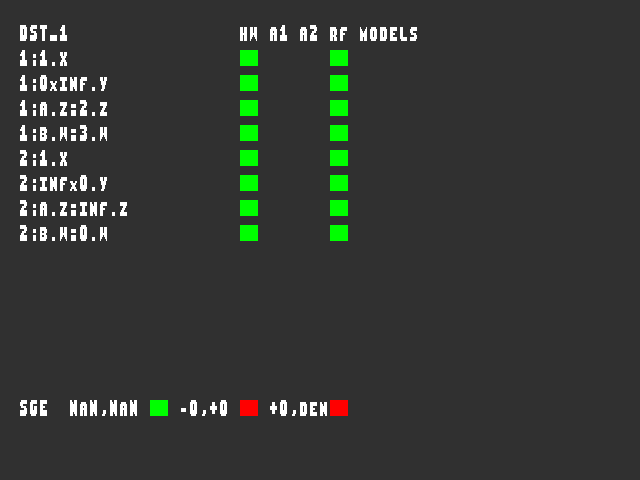 DST_1 HW A1 A2 RF MODELS
1:1.X
1:0xINF.Y
1:A.Z=2.Z
1:B.W=3.W
2:1.X
2:INFx0.Y
2:A.Z=INF.Z
2:B.W=0.W
SGE NAN,NAN -0,+0 +0,DEN